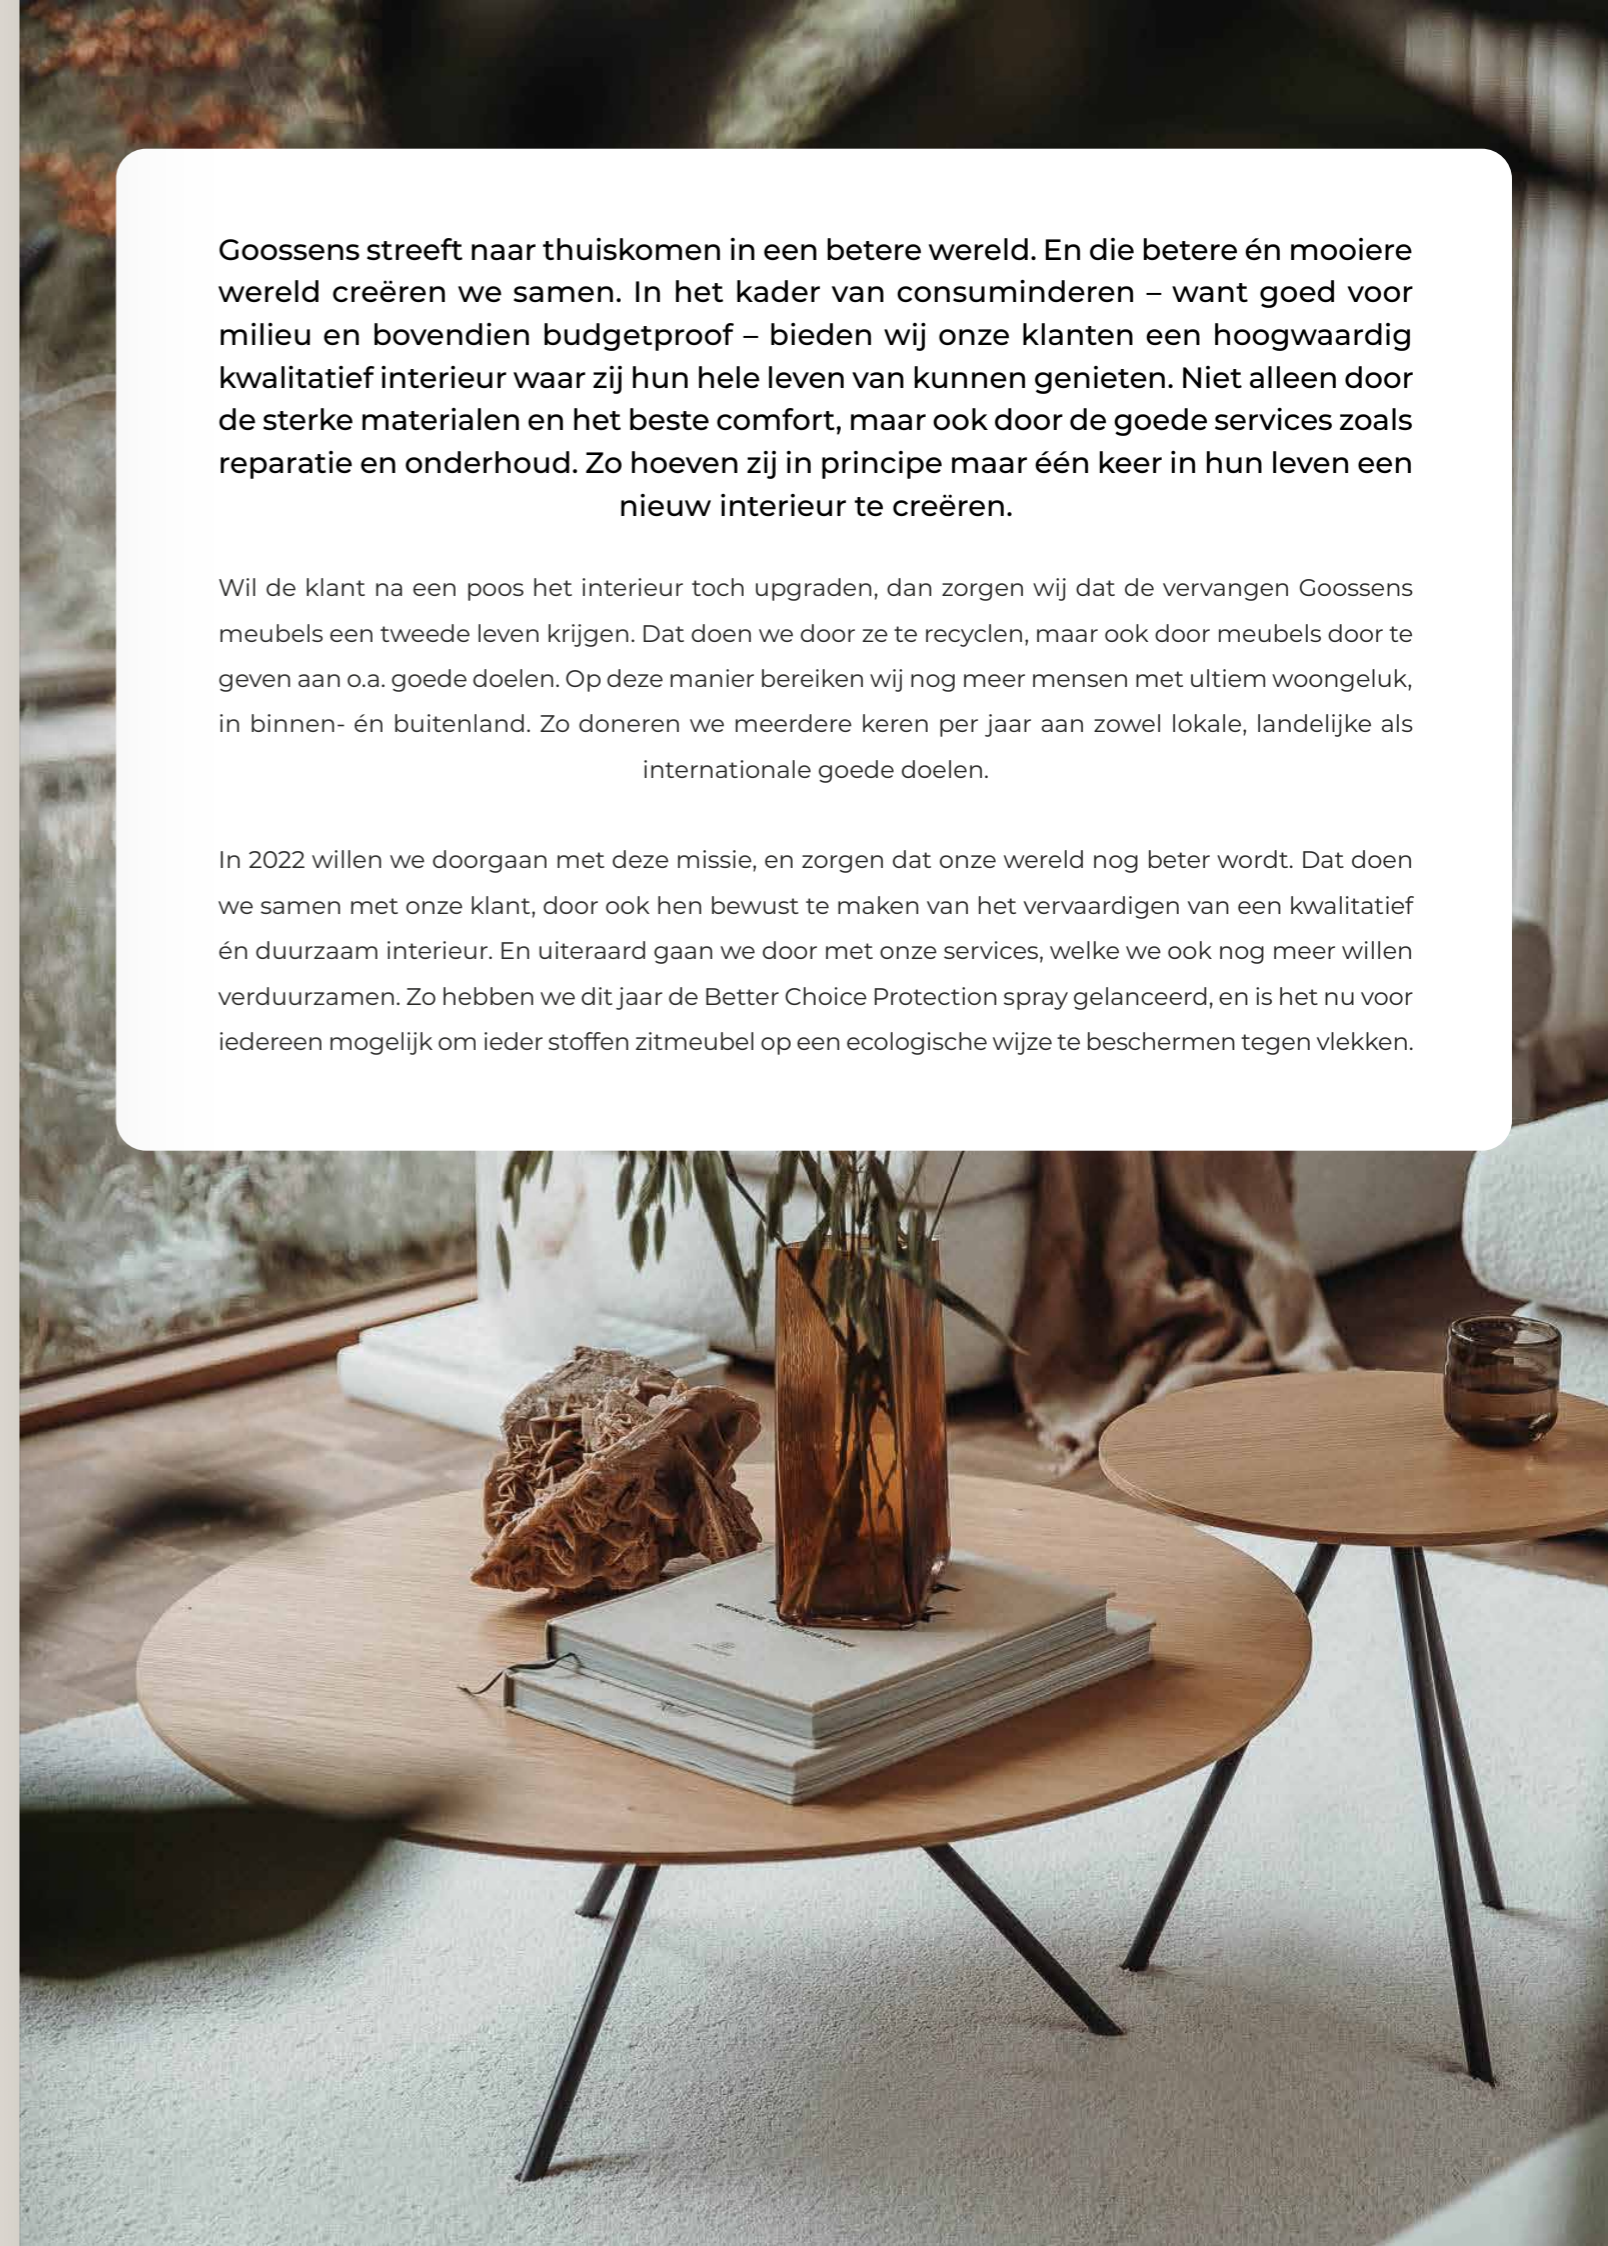 Goossens streeft naar thuiskomen in een betere wereld. En die betere én mooiere
wereld creëren we samen. In het kader van consuminderen – want goed voor
milieu en bovendien budgetproof – bieden wij onze klanten een hoogwaardig
kwalitatief interieur waar zij hun hele leven van kunnen genieten. Niet alleen door
de sterke materialen en het beste comfort, maar ook door de goede services zoals
reparatie en onderhoud. Zo hoeven zij in principe maar één keer in hun leven een
nieuw interieur te creëren.
Wil de klant na een poos het interieur toch upgraden, dan zorgen wij dat de vervangen Goossens
meubels een tweede leven krijgen. Dat doen we door ze te recyclen, maar ook door meubels door te
geven aan o.a. goede doelen. Op deze manier bereiken wij nog meer mensen met ultiem woongeluk,
in binnen- én buitenland. Zo doneren we meerdere keren per jaar aan zowel lokale, landelijke als
internationale goede doelen.
In 2022 willen we doorgaan met deze missie, en zorgen dat onze wereld nog beter wordt. Dat doen
we samen met onze klant, door ook hen bewust te maken van het vervaardigen van een kwalitatief
én duurzaam interieur. En uiteraard gaan we door met onze services, welke we ook nog meer willen
verduurzamen. Zo hebben we dit jaar de Better Choice Protection spray gelanceerd, en is het nu voor
iedereen mogelijk om ieder stoffen zitmeubel op een ecologische wijze te beschermen tegen vlekken.